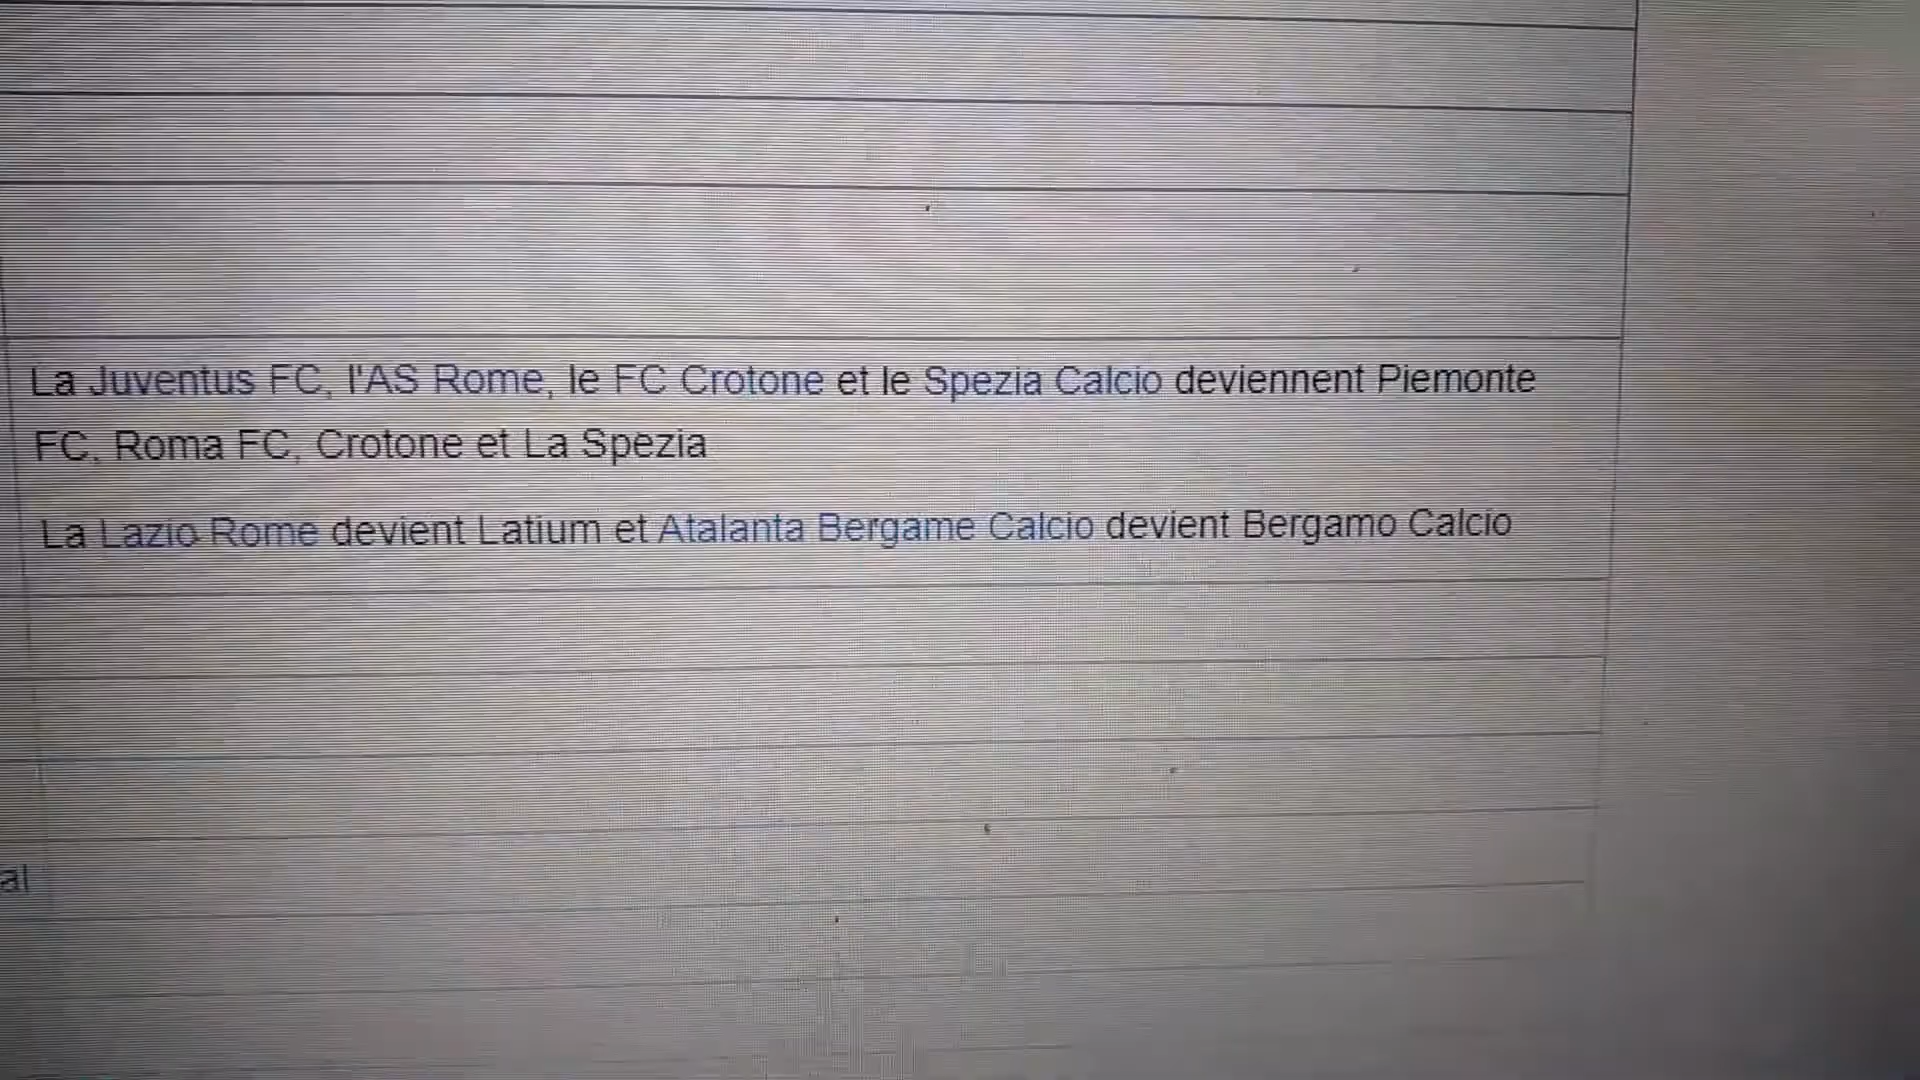 La Juventus FC, l'AS Rome, le FC Crotone et le Spezia Calcio deviennent Piemonte
FC, Roma FC, Crotone et La Spezia
La Lazio Rome devient Latium et Atalanta Bergame Calcio devient Bergamo Calcio
al